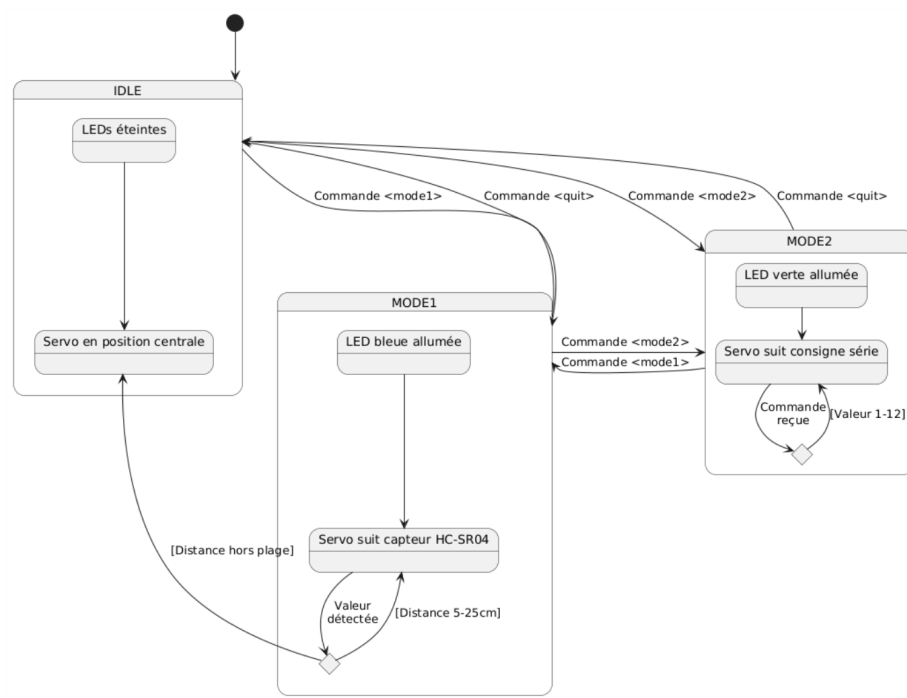 IDLE
LEDs éteintes
Commande <mode1>
Commande <quit>
Commande <mode2>
Commande <quit>
MODE2
LED verte allumée
MODE1
Servo en position centrale
LED bleue allumée
Commande <mode2>
Commande <mode1>
Servo suit consigne série
Commande
reçue
[Valeur 1-12]
Servo suit capteur HC-SR04
[Distance hors plage]
Valeur
détectée
[Distance 5-25cm]